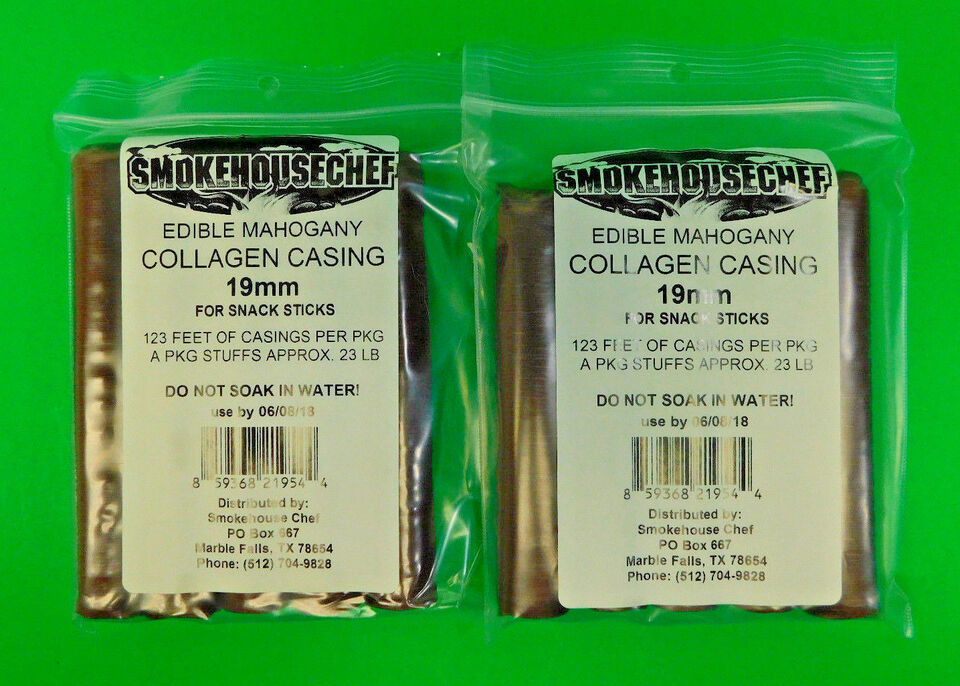 SMOKEHOUSECHEF
EDIBLE MAHOGANY
COLLAGEN CASING
19mm
FOR SNACK STICKS
123 FEET OF CASINGS PER PKG
A PKG STUFFS APPROX. 23 LB
DO NOT SOAK IN WATER!
use by 06/08/18
8 59368 21954 4
Distributed by:
Smokehouse Chef
PO Box 667
Marble Falls, TX 78654
Phone: (512) 704-9828
SMOKEHOUSECHEF
EDIBLE MAHOGANY
COLLAGEN CASING
19mm
FOR SNACK STICKS
123 FEET OF CASINGS PER PKG
A PKG STUFFS APPROX. 23 LB
DO NOT SOAK IN WATER!
use by 06/08/18
8 59368 21954 4
Distributed by:
Smokehouse Chef
PO Box 667
Marble Falls, TX 78654
Phone: (512) 704-9828